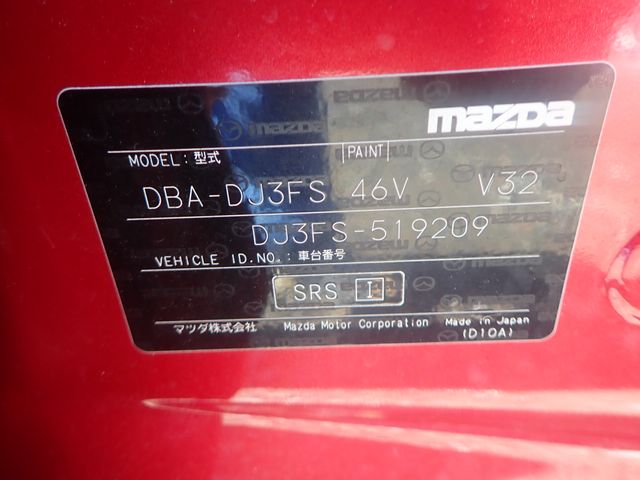 mazda
MODEL : 型式 PAINT
DBA-DJ3FS 46V V32
DJ3FS-519209
VEHICLE ID.NO.: 車台番号
SRS I
マツダ株式会社 Mazda Motor Corporation Made in Japan
(D10A)